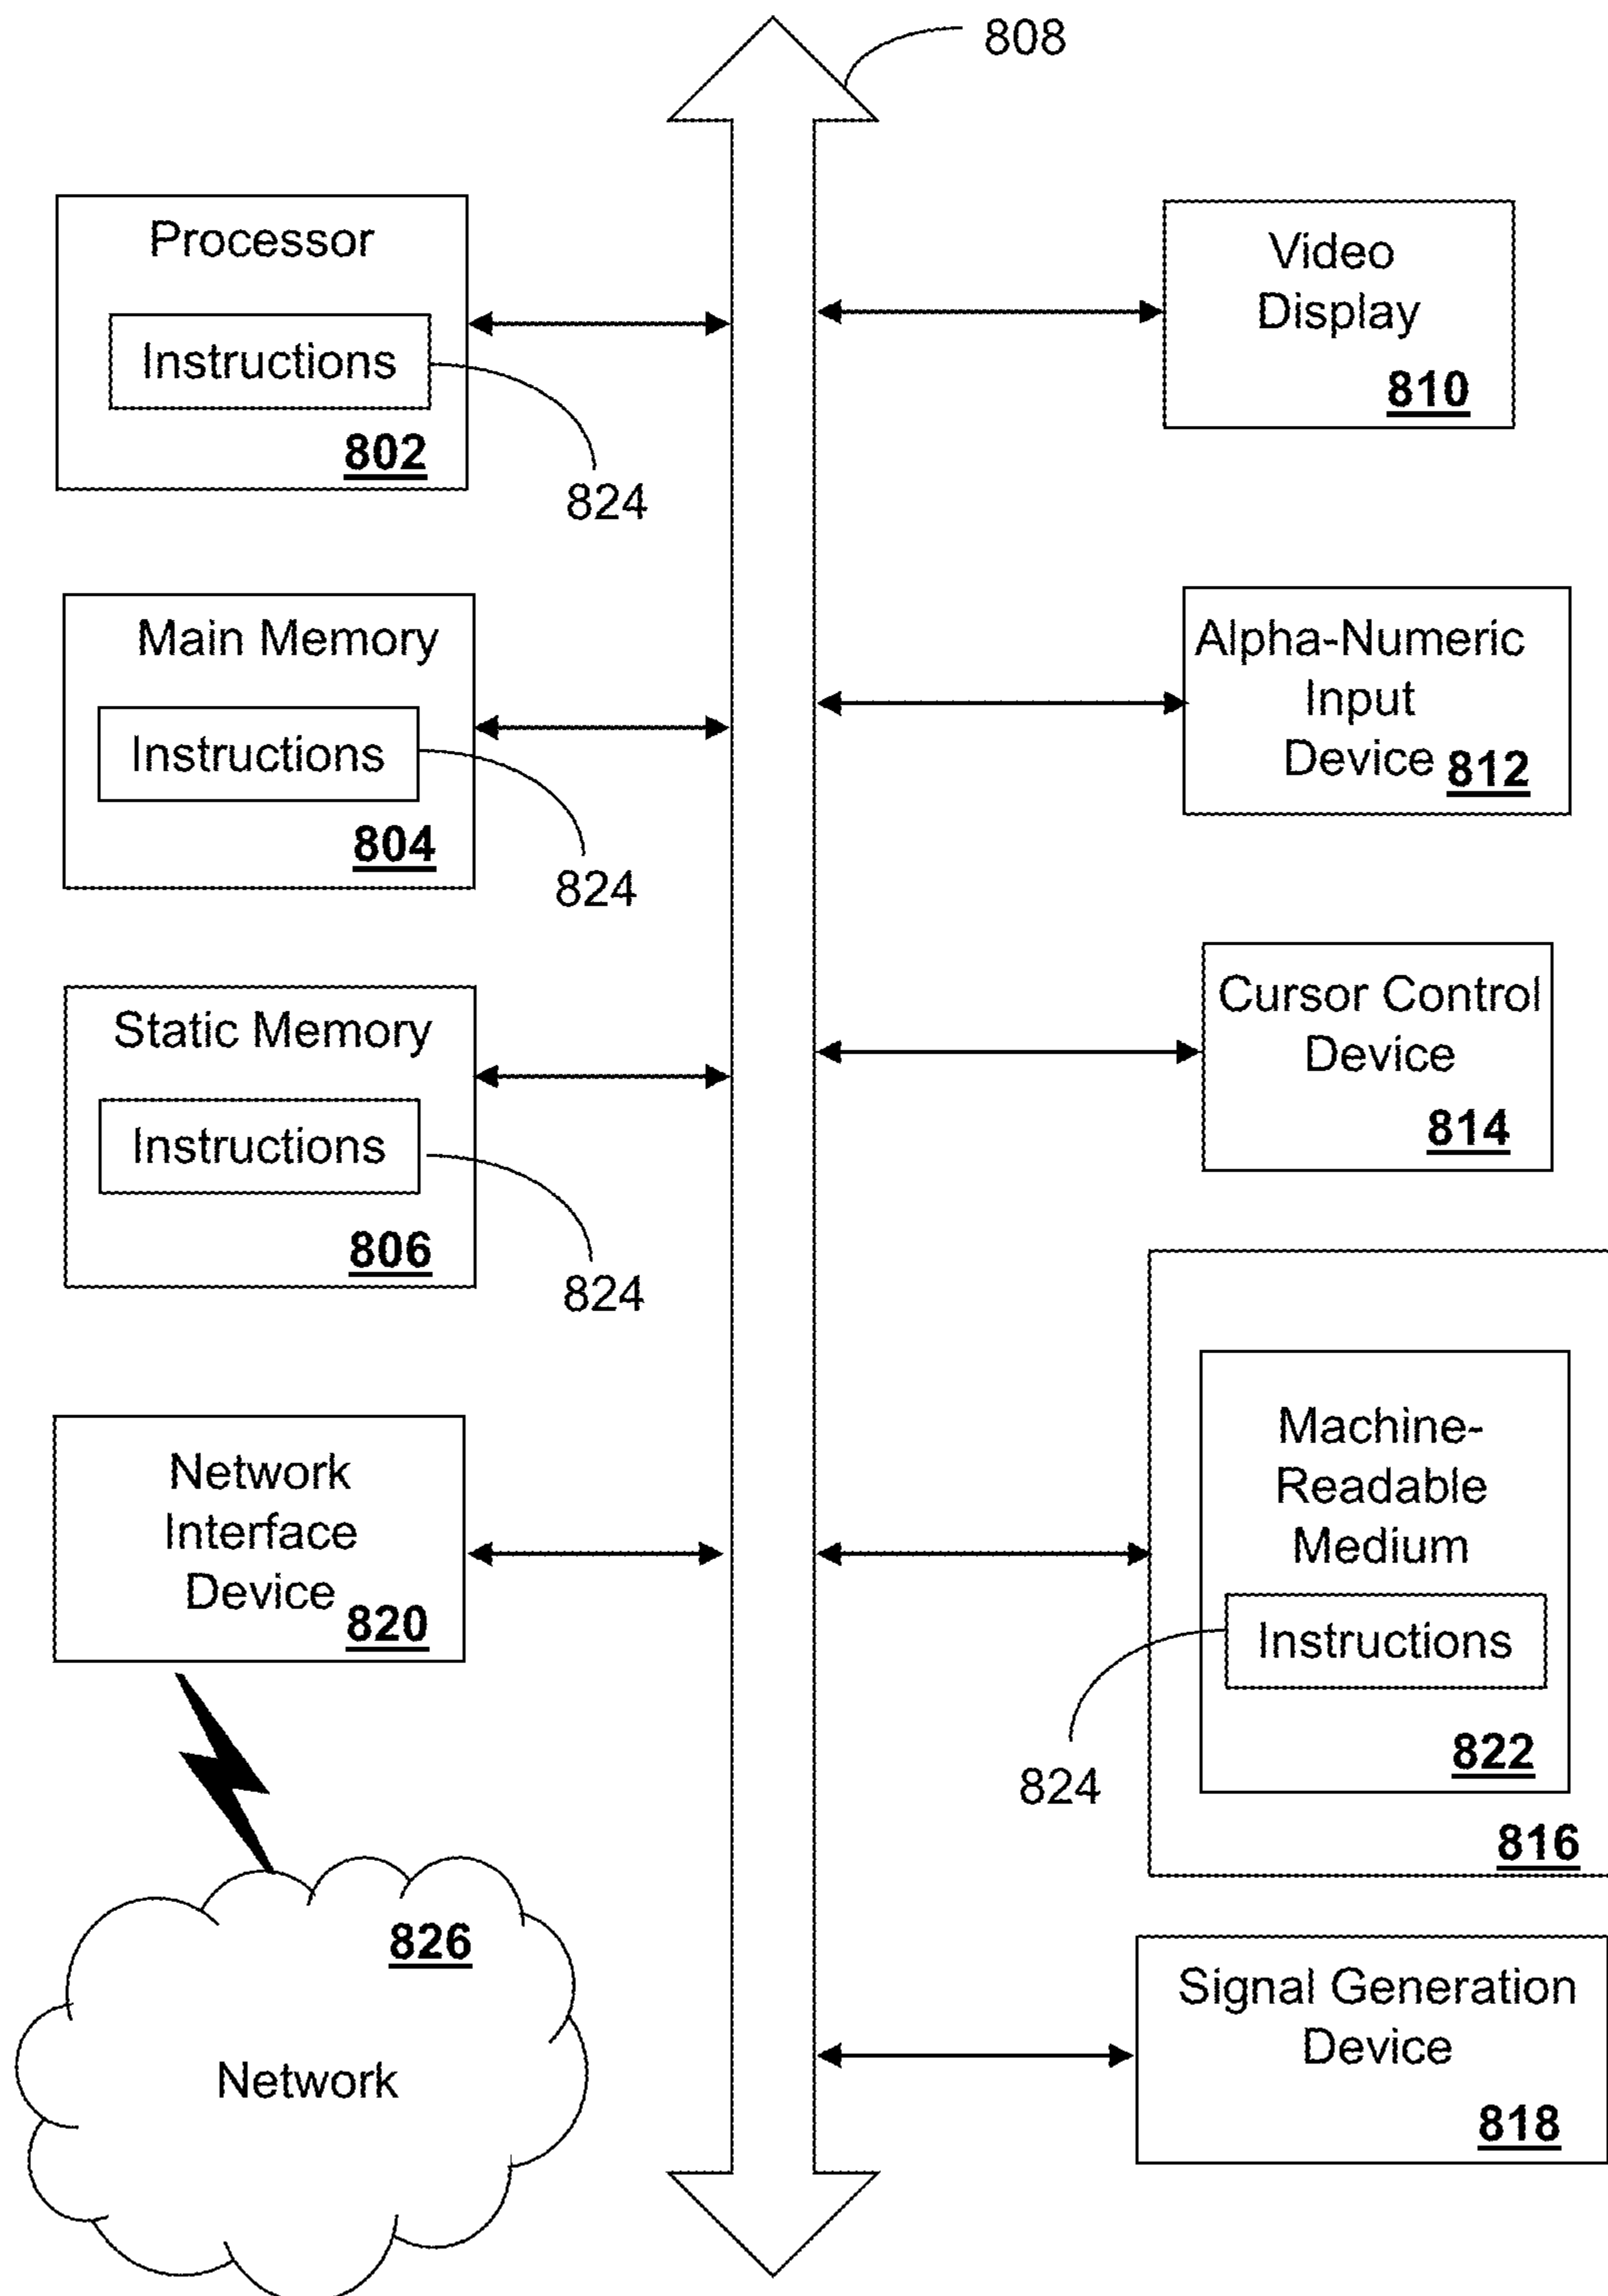 808
Processor
Instructions
802
824
Main Memory
Instructions
804
824
Static Memory
Instructions
806
824
Network
Interface
Device
820
826
Network
Video
Display
810
Alpha-Numeric
Input
Device
812
Cursor Control
Device
814
Machine-
Readable
Medium
Instructions
824
822
816
Signal Generation
Device
818